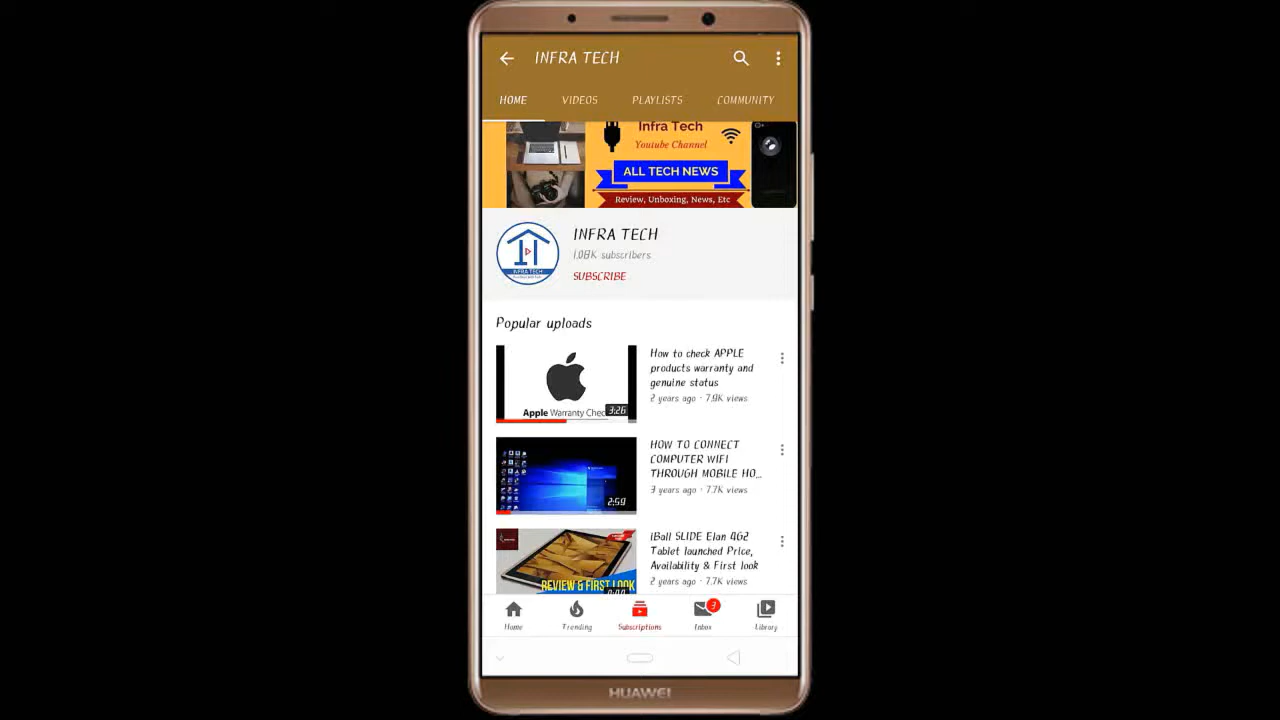 INFRA TECH
HOME VIDEOS PLAYLISTS COMMUNITY
Infra Tech
Youtube Channel
ALL TECH NEWS
Review, Unboxing, News, Etc
INFRA TECH
INFRA TECH
1.08K subscribers
SUBSCRIBE
Popular uploads
Apple Warranty Chec
3:26
How to check APPLE
products warranty and
genuine status
2 years ago · 7.9K views
2:59
HOW TO CONNECT
COMPUTER WIFI
THROUGH MOBILE HO...
3 years ago · 7.7K views
REVIEW & FIRST LOOK
iBall SLIDE Elan 4G2
Tablet launched Price,
Availability & First look
2 years ago · 7.7K views
3
Home Trending Subscriptions Inbox Library
HUAWEI